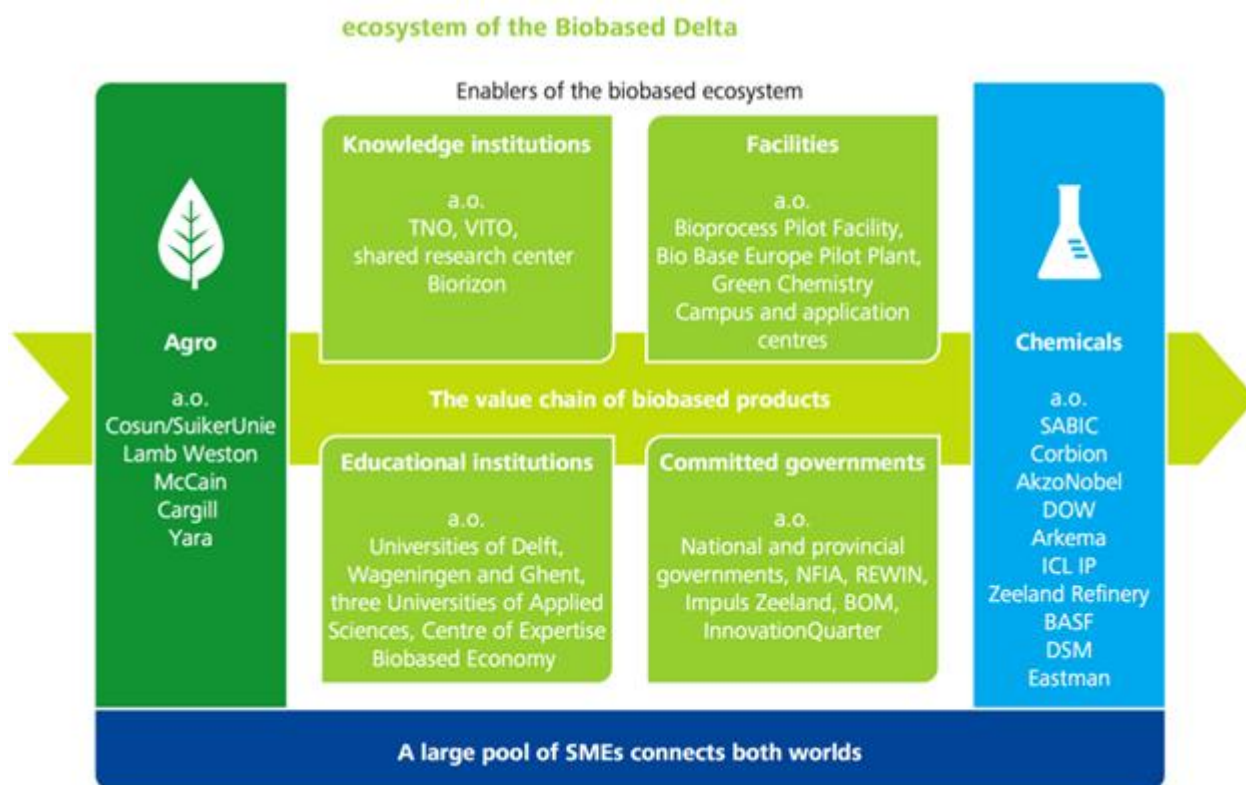 ecosystem of the Biobased Delta
Enablers of the biobased ecosystem
Agro
a.o.
Cosun/SuikerUnie
Lamb Weston
McCain
Cargill
Yara
Knowledge institutions
a.o.
TNO, VITO,
shared research center
Biorizon
Facilities
a.o.
Bioprocess Pilot Facility,
Bio Base Europe Pilot Plant,
Green Chemistry
Campus and application
centres
The value chain of biobased products
Educational institutions
a.o.
Universities of Delft,
Wageningen and Ghent,
three Universities of Applied
Sciences, Centre of Expertise
Biobased Economy
Committed governments
a.o.
National and provincial
governments, NFIA, REWIN,
Impuls Zeeland, BOM,
InnovationQuarter
Chemicals
a.o.
SABIC
Corbion
AkzoNobel
DOW
Arkema
ICL IP
Zeeland Refinery
BASF
DSM
Eastman
A large pool of SMEs connects both worlds